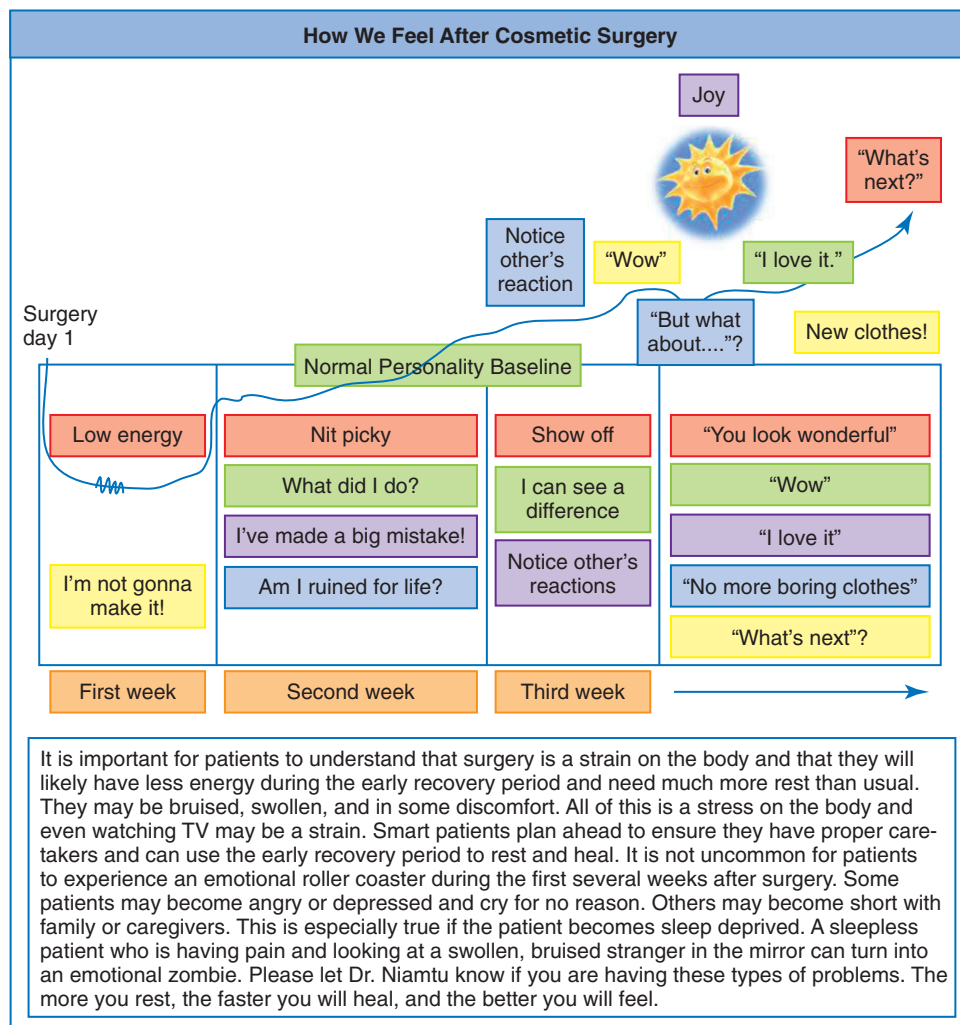 How We Feel After Cosmetic Surgery
Joy
“What’s
next?”
Notice
other’s
reaction
“Wow”
“I love it.”
Surgery
day 1
“But what
about....”?
New clothes!
Normal Personality Baseline
Low energy
I’m not gonna
make it!
Nit picky
What did I do?
I’ve made a big mistake!
Am I ruined for life?
Show off
I can see a
difference
Notice other’s
reactions
“You look wonderful”
“Wow”
“I love it”
“No more boring clothes”
“What’s next”?
First week
Second week
Third week
It is important for patients to understand that surgery is a strain on the body and that they will
likely have less energy during the early recovery period and need much more rest than usual.
They may be bruised, swollen, and in some discomfort. All of this is a stress on the body and
even watching TV may be a strain. Smart patients plan ahead to ensure they have proper care-
takers and can use the early recovery period to rest and heal. It is not uncommon for patients
to experience an emotional roller coaster during the first several weeks after surgery. Some
patients may become angry or depressed and cry for no reason. Others may become short with
family or caregivers. This is especially true if the patient becomes sleep deprived. A sleepless
patient who is having pain and looking at a swollen, bruised stranger in the mirror can turn into
an emotional zombie. Please let Dr. Niamtu know if you are having these types of problems. The
more you rest, the faster you will heal, and the better you will feel.